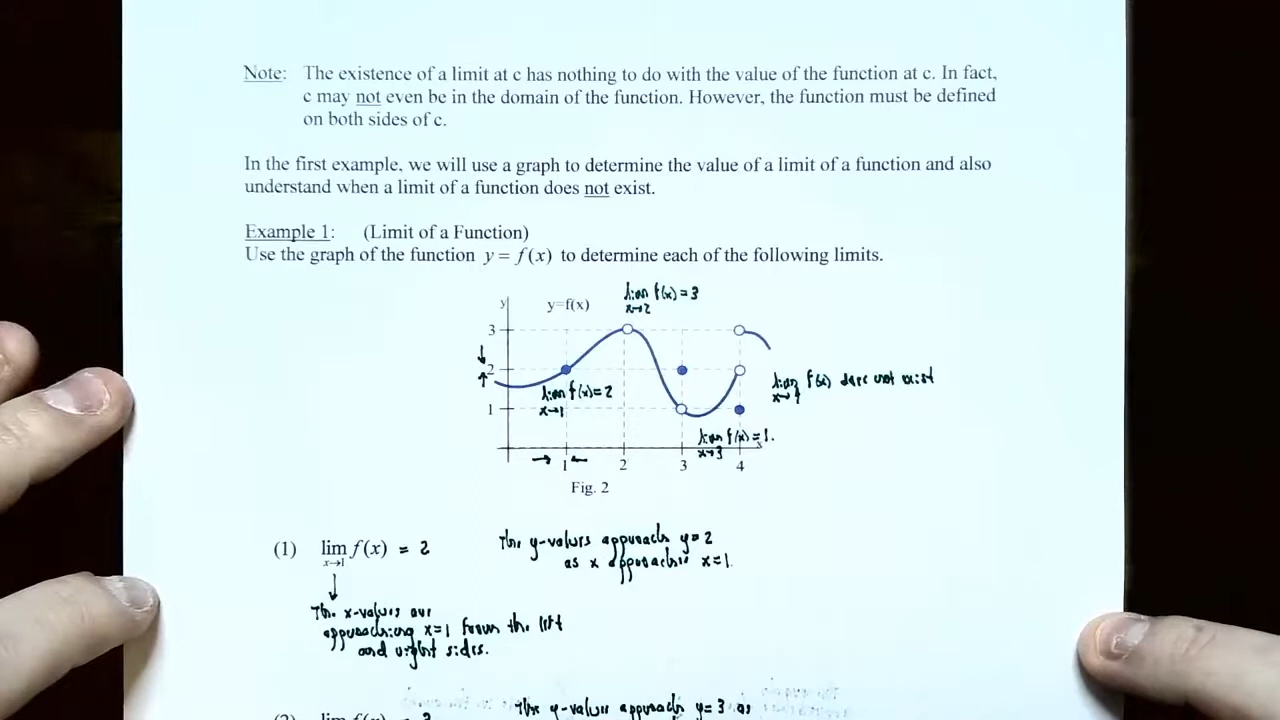 Note: The existence of a limit at c has nothing to do with the value of the function at c. In fact,
c may not even be in the domain of the function. However, the function must be defined
on both sides of c.
In the first example, we will use a graph to determine the value of a limit of a function and also
understand when a limit of a function does not exist.
Example 1: (Limit of a Function)
Use the graph of the function y = f(x) to determine each of the following limits.
lim f(x) = 3
x→2
y
y=f(x)
3
2
lim f(x) does not exist
x→4
lim f(x) = 2
x→1
1
lim f(x) = 1.
x→3
1 2 3 4
Fig. 2
(1) lim f(x) = 2
x→1
The y-values approach y=2
as x approaches x=1.
The x-values are
approaching x=1 from the left
and right sides.
The y-values approach y=3 as
(2) lim f(x) = 3